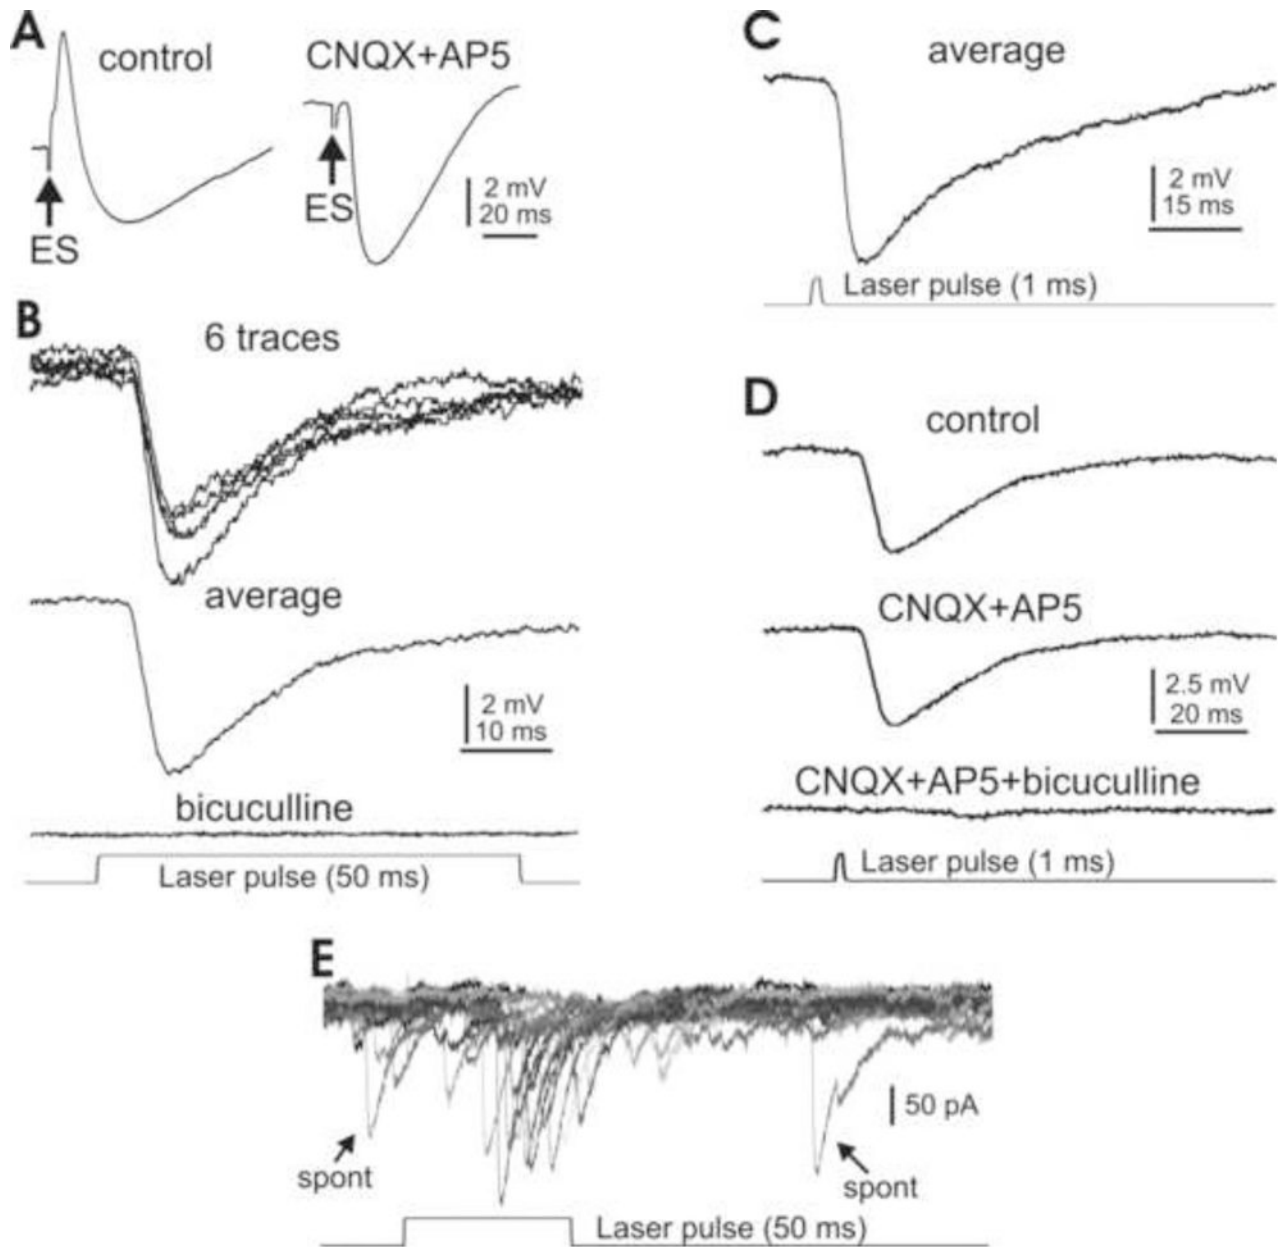 A
control
CNQX+AP5
ES
ES
2 mV
20 ms
B
6 traces
average
2 mV
10 ms
bicuculline
Laser pulse (50 ms)
C
average
2 mV
15 ms
Laser pulse (1 ms)
D
control
CNQX+AP5
2.5 mV
20 ms
CNQX+AP5+bicuculline
Laser pulse (1 ms)
E
50 pA
spont
spont
Laser pulse (50 ms)